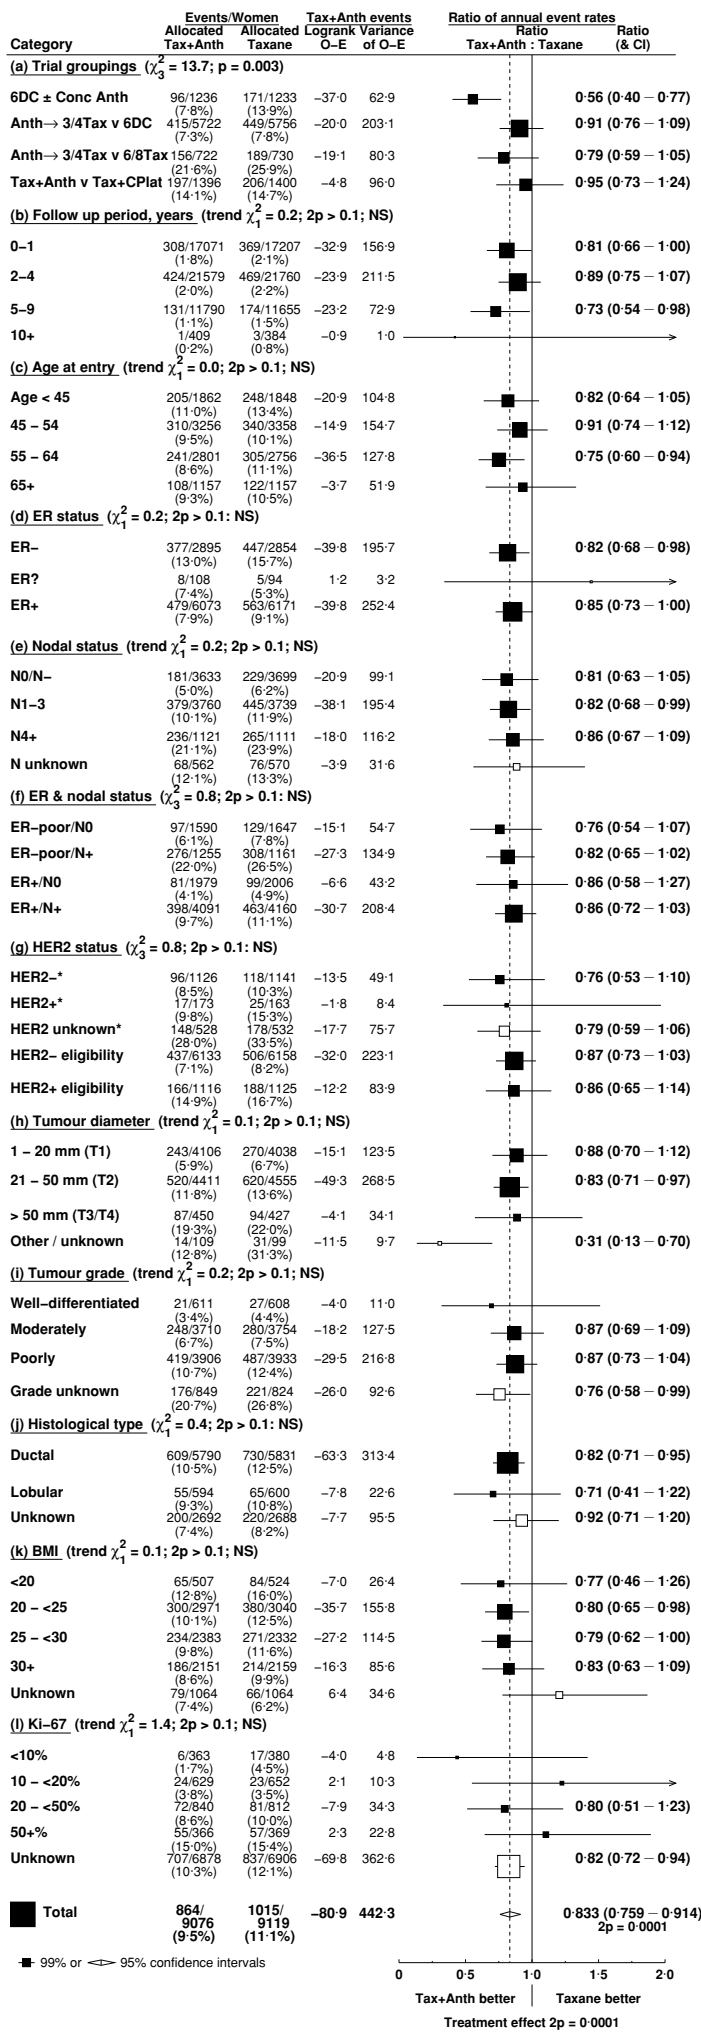 Events/Women Tax+Anth events Ratio of annual event rates
Allocated Allocated Logrank Variance Ratio Ratio
Category Tax+Anth Taxane O–E of O–E Tax+Anth : Taxane (& CI)
(a) Trial groupings (χ²₃ = 13·7; p = 0·003)
6DC ± Conc Anth 96/1236 171/1233 −37·0 62·9 0·56 (0·40 − 0·77)
(7·8%) (13·9%)
Anth→ 3/4Tax v 6DC 415/5722 449/5756 −20·0 203·1 0·91 (0·76 − 1·09)
(7·3%) (7·8%)
Anth→ 3/4Tax v 6/8Tax 156/722 189/730 −19·1 80·3 0·79 (0·59 − 1·05)
(21·6%) (25·9%)
Tax+Anth v Tax+CPlat 197/1396 206/1400 −4·8 96·0 0·95 (0·73 − 1·24)
(14·1%) (14·7%)
(b) Follow up period, years (trend χ²₁ = 0·2; 2p > 0·1; NS)
0−1 308/17071 369/17207 −32·9 156·9 0·81 (0·66 − 1·00)
(1·8%) (2·1%)
2−4 424/21579 469/21760 −23·9 211·5 0·89 (0·75 − 1·07)
(2·0%) (2·2%)
5−9 131/11790 174/11655 −23·2 72·9 0·73 (0·54 − 0·98)
(1·1%) (1·5%)
10+ 1/409 3/384 −0·9 1·0
(0·2%) (0·8%)
(c) Age at entry (trend χ²₁ = 0·0; 2p > 0·1; NS)
Age < 45 205/1862 248/1848 −20·9 104·8 0·82 (0·64 − 1·05)
(11·0%) (13·4%)
45 − 54 310/3256 340/3358 −14·9 154·7 0·91 (0·74 − 1·12)
(9·5%) (10·1%)
55 − 64 241/2801 305/2756 −36·5 127·8 0·75 (0·60 − 0·94)
(8·6%) (11·1%)
65+ 108/1157 122/1157 −3·7 51·9
(9·3%) (10·5%)
(d) ER status (χ²₁ = 0·2; 2p > 0·1: NS)
ER− 377/2895 447/2854 −39·8 195·7 0·82 (0·68 − 0·98)
(13·0%) (15·7%)
ER? 8/108 5/94 1·2 3·2
(7·4%) (5·3%)
ER+ 479/6073 563/6171 −39·8 252·4 0·85 (0·73 − 1·00)
(7·9%) (9·1%)
(e) Nodal status (trend χ²₁ = 0·2; 2p > 0·1; NS)
N0/N− 181/3633 229/3699 −20·9 99·1 0·81 (0·63 − 1·05)
(5·0%) (6·2%)
N1−3 379/3760 445/3739 −38·1 195·4 0·82 (0·68 − 0·99)
(10·1%) (11·9%)
N4+ 236/1121 265/1111 −18·0 116·2 0·86 (0·67 − 1·09)
(21·1%) (23·9%)
N unknown 68/562 76/570 −3·9 31·6
(12·1%) (13·3%)
(f) ER & nodal status (χ²₃ = 0·8; 2p > 0·1: NS)
ER−poor/N0 97/1590 129/1647 −15·1 54·7 0·76 (0·54 − 1·07)
(6·1%) (7·8%)
ER−poor/N+ 276/1255 308/1161 −27·3 134·9 0·82 (0·65 − 1·02)
(22·0%) (26·5%)
ER+/N0 81/1979 99/2006 −6·6 43·2 0·86 (0·58 − 1·27)
(4·1%) (4·9%)
ER+/N+ 398/4091 463/4160 −30·7 208·4 0·86 (0·72 − 1·03)
(9·7%) (11·1%)
(g) HER2 status (χ²₃ = 0·8; 2p > 0·1: NS)
HER2−* 96/1126 118/1141 −13·5 49·1 0·76 (0·53 − 1·10)
(8·5%) (10·3%)
HER2+* 17/173 25/163 −1·8 8·4
(9·8%) (15·3%)
HER2 unknown* 148/528 178/532 −17·7 75·7 0·79 (0·59 − 1·06)
(28·0%) (33·5%)
HER2− eligibility 437/6133 506/6158 −32·0 223·1 0·87 (0·73 − 1·03)
(7·1%) (8·2%)
HER2+ eligibility 166/1116 188/1125 −12·2 83·9 0·86 (0·65 − 1·14)
(14·9%) (16·7%)
(h) Tumour diameter (trend χ²₁ = 0·1; 2p > 0·1; NS)
1 − 20 mm (T1) 243/4106 270/4038 −15·1 123·5 0·88 (0·70 − 1·12)
(5·9%) (6·7%)
21 − 50 mm (T2) 520/4411 620/4555 −49·3 268·5 0·83 (0·71 − 0·97)
(11·8%) (13·6%)
> 50 mm (T3/T4) 87/450 94/427 −4·1 34·1
(19·3%) (22·0%)
Other / unknown 14/109 31/99 −11·5 9·7 0·31 (0·13 − 0·70)
(12·8%) (31·3%)
(i) Tumour grade (trend χ²₁ = 0·2; 2p > 0·1; NS)
Well−differentiated 21/611 27/608 −4·0 11·0
(3·4%) (4·4%)
Moderately 248/3710 280/3754 −18·2 127·5 0·87 (0·69 − 1·09)
(6·7%) (7·5%)
Poorly 419/3906 487/3933 −29·5 216·8 0·87 (0·73 − 1·04)
(10·7%) (12·4%)
Grade unknown 176/849 221/824 −26·0 92·6 0·76 (0·58 − 0·99)
(20·7%) (26·8%)
(j) Histological type (χ²₁ = 0·4; 2p > 0·1: NS)
Ductal 609/5790 730/5831 −63·3 313·4 0·82 (0·71 − 0·95)
(10·5%) (12·5%)
Lobular 55/594 65/600 −7·8 22·6 0·71 (0·41 − 1·22)
(9·3%) (10·8%)
Unknown 200/2692 220/2688 −7·7 95·5 0·92 (0·71 − 1·20)
(7·4%) (8·2%)
(k) BMI (trend χ²₁ = 0·1; 2p > 0·1; NS)
<20 65/507 84/524 −7·0 26·4 0·77 (0·46 − 1·26)
(12·8%) (16·0%)
20 − <25 300/2971 380/3040 −35·7 155·8 0·80 (0·65 − 0·98)
(10·1%) (12·5%)
25 − <30 234/2383 271/2332 −27·2 114·5 0·79 (0·62 − 1·00)
(9·8%) (11·6%)
30+ 186/2151 214/2159 −16·3 85·6 0·83 (0·63 − 1·09)
(8·6%) (9·9%)
Unknown 79/1064 66/1064 6·4 34·6
(7·4%) (6·2%)
(l) Ki−67 (trend χ²₁ = 1·4; 2p > 0·1; NS)
<10% 6/363 17/380 −4·0 4·8
(1·7%) (4·5%)
10 − <20% 24/629 23/652 2·1 10·3
(3·8%) (3·5%)
20 − <50% 72/840 81/812 −7·9 34·3 0·80 (0·51 − 1·23)
(8·6%) (10·0%)
50+% 55/366 57/369 2·3 22·8
(15·0%) (15·4%)
Unknown 707/6878 837/6906 −69·8 362·6 0·82 (0·72 − 0·94)
(10·3%) (12·1%)
Total 864/ 1015/ −80·9 442·3 0·833 (0·759 − 0·914)
9076 9119 2p = 0·0001
(9·5%) (11·1%)
99% or 95% confidence intervals
0 0·5 1·0 1·5 2·0
Tax+Anth better Taxane better
Treatment effect 2p = 0·0001